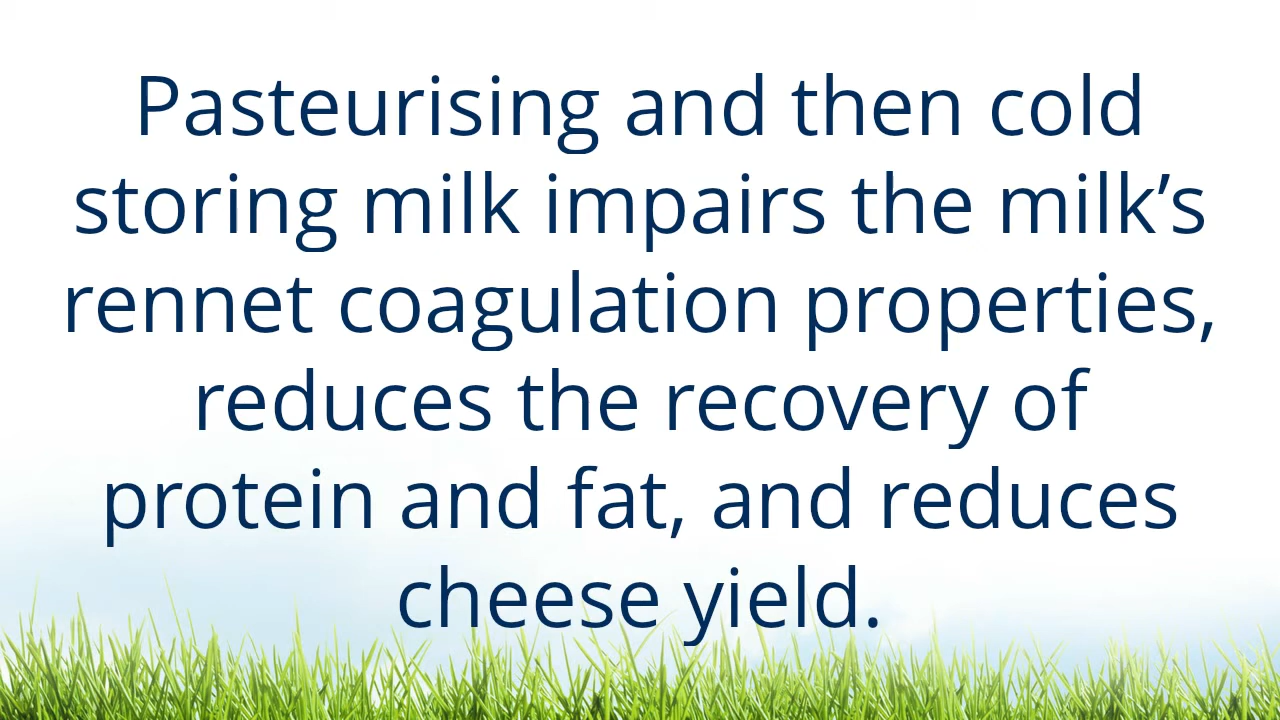 Pasteurising and then cold
storing milk impairs the milk’s
rennet coagulation properties,
reduces the recovery of
protein and fat, and reduces
cheese yield.